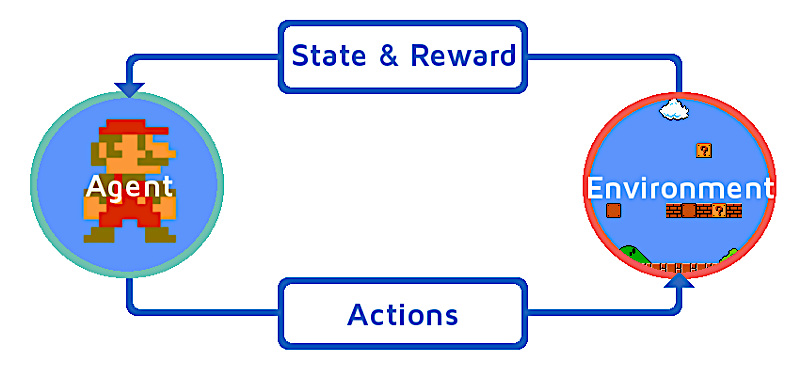 State & Reward
Agent
Environment
Actions